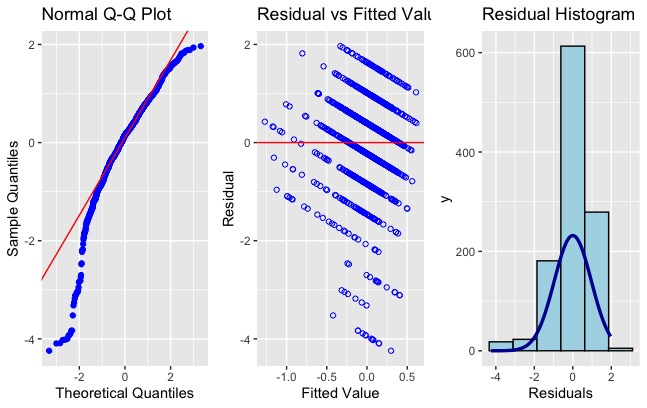 Normal Q-Q Plot
2
0
-2
-4
Sample Quantiles
-2
0
2
Theoretical Quantiles
Residual vs Fitted Valu
2
0
-2
-4
Residual
-1.0
-0.5
0.0
0.5
Fitted Value
Residual Histogram
600
400
200
0
y
-4
-2
0
2
Residuals